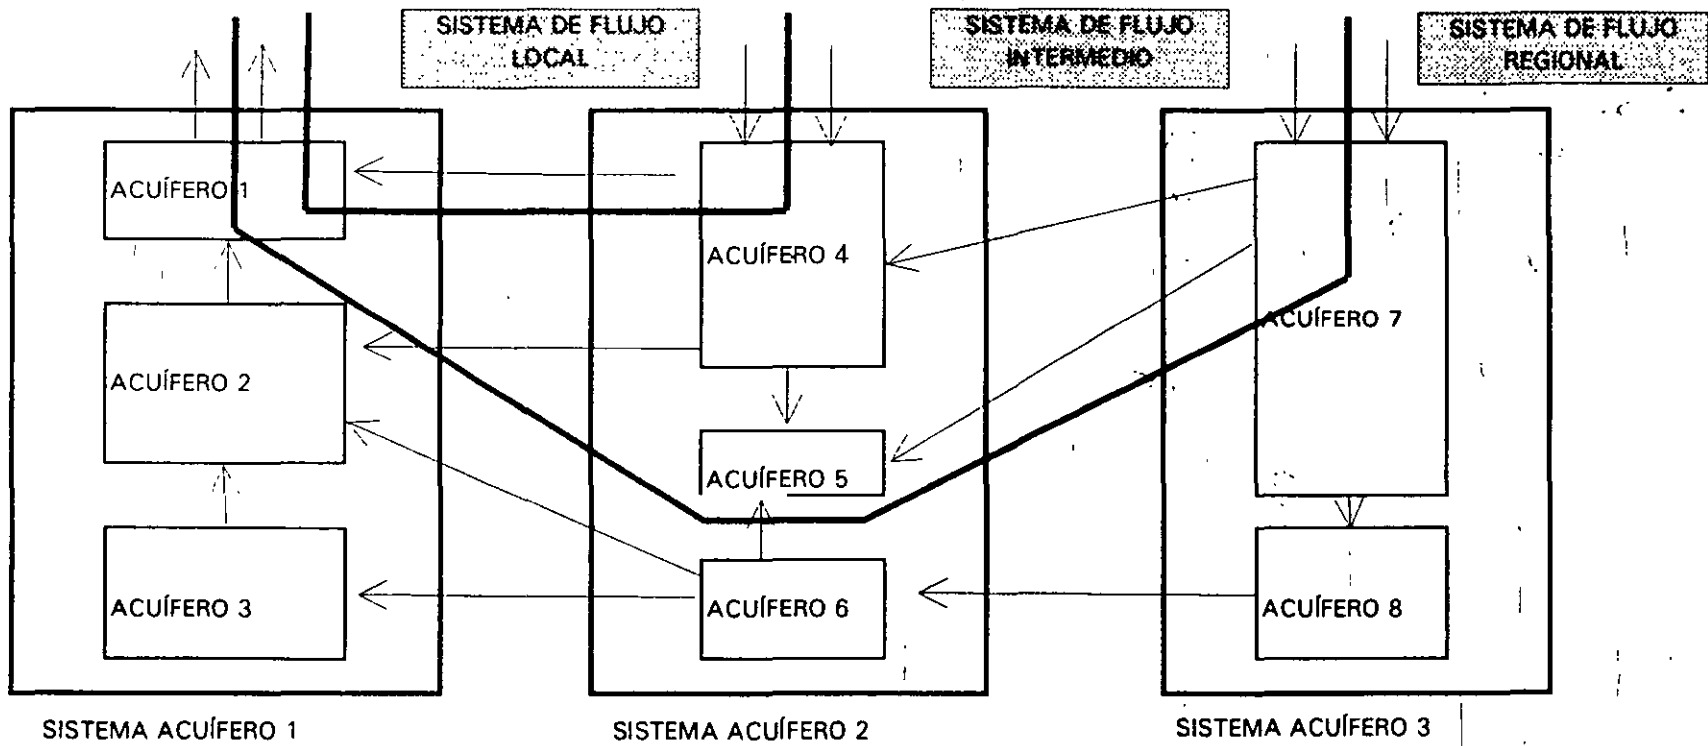 SISTEMA DE FLUJO
LOCAL
SISTEMA DE FLUJO
INTERMEDIO
SISTEMA DE FLUJO
REGIONAL
ACUÍFERO 1
ACUÍFERO 2
ACUÍFERO 3
ACUÍFERO 4
ACUÍFERO 5
ACUÍFERO 6
ACUÍFERO 7
ACUÍFERO 8
SISTEMA ACUÍFERO 1
SISTEMA ACUÍFERO 2
SISTEMA ACUÍFERO 3